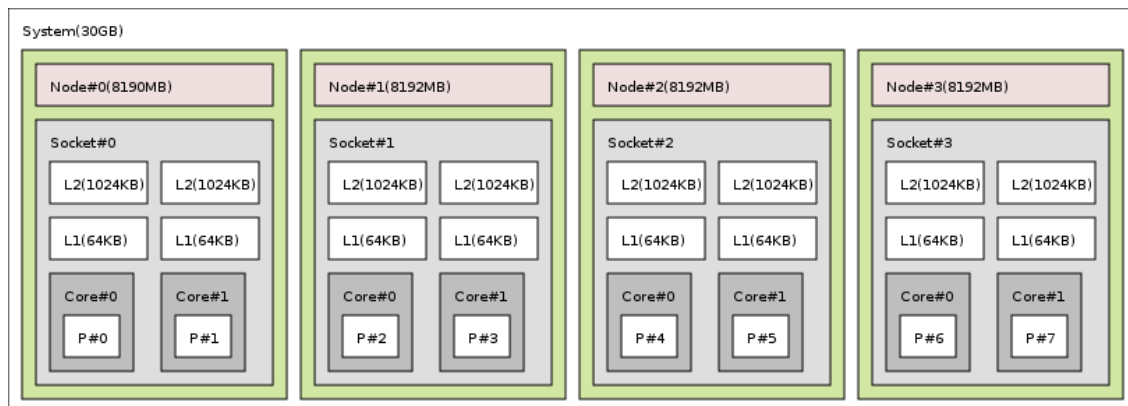 System(30GB)
Node#0(8190MB) Node#1(8192MB) Node#2(8192MB) Node#3(8192MB)
Socket#0 Socket#1 Socket#2 Socket#3
L2(1024KB) L2(1024KB) L2(1024KB) L2(1024KB) L2(1024KB) L2(1024KB) L2(1024KB) L2(1024KB)
L1(64KB) L1(64KB) L1(64KB) L1(64KB) L1(64KB) L1(64KB) L1(64KB) L1(64KB)
Core#0 Core#1 Core#0 Core#1 Core#0 Core#1 Core#0 Core#1
P#0 P#1 P#2 P#3 P#4 P#5 P#6 P#7